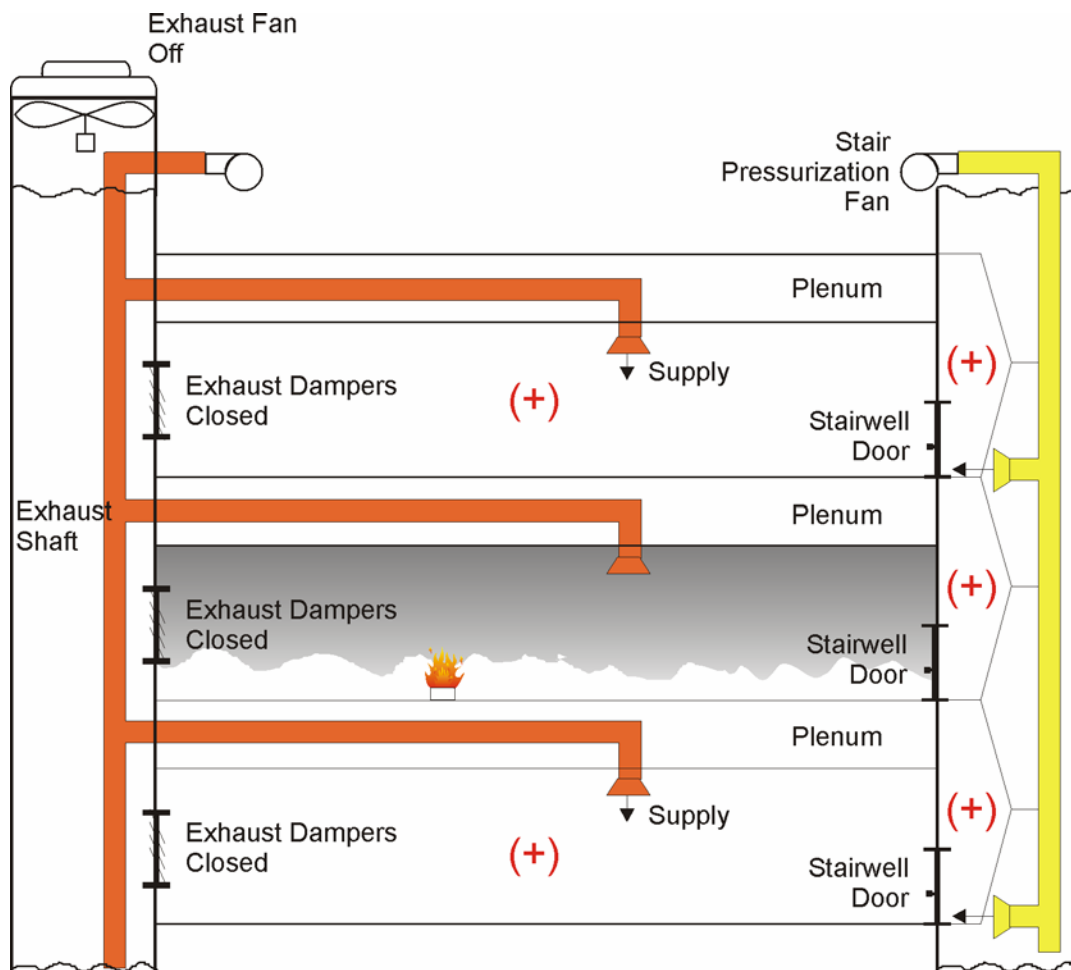 Exhaust Fan
Off
Stair
Pressurization
Fan
Plenum
Supply
(+)
(+)
Exhaust Dampers
Closed
Stairwell
Door
Exhaust
Shaft
Plenum
(+)
Exhaust Dampers
Closed
Stairwell
Door
Plenum
Supply
(+)
(+)
Exhaust Dampers
Closed
Stairwell
Door